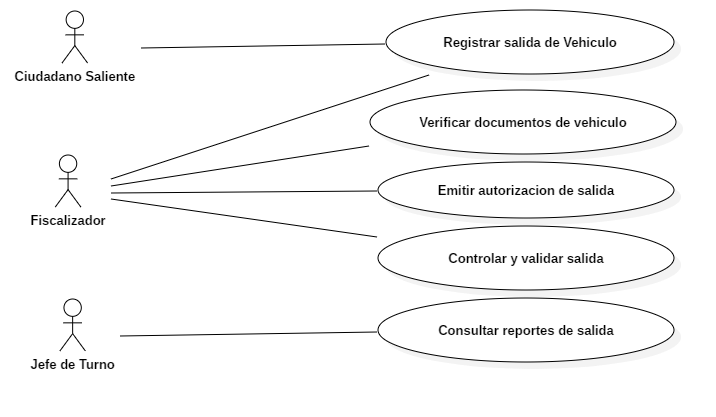 Registrar salida de Vehiculo
Ciudadano Saliente
Verificar documentos de vehiculo
Emitir autorizacion de salida
Fiscalizador
Controlar y validar salida
Consultar reportes de salida
Jefe de Turno